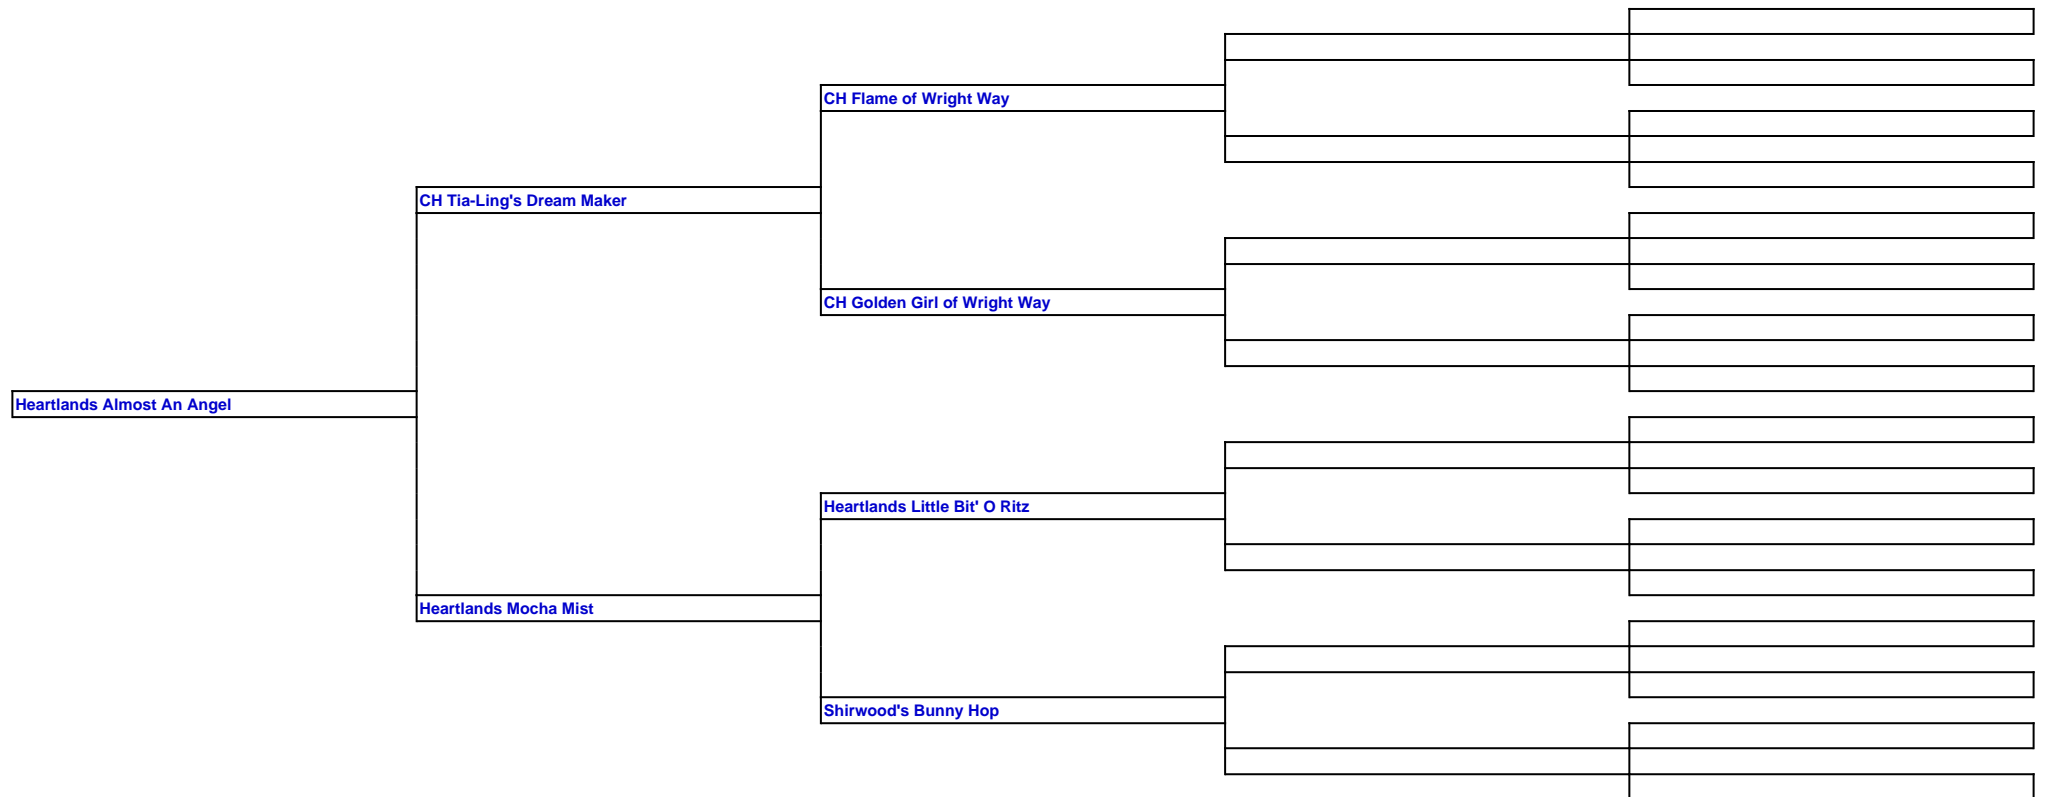 CH Flame of Wright Way
CH Tia-Ling's Dream Maker
CH Golden Girl of Wright Way
Heartlands Almost An Angel
Heartlands Little Bit' O Ritz
Heartlands Mocha Mist
Shirwood's Bunny Hop